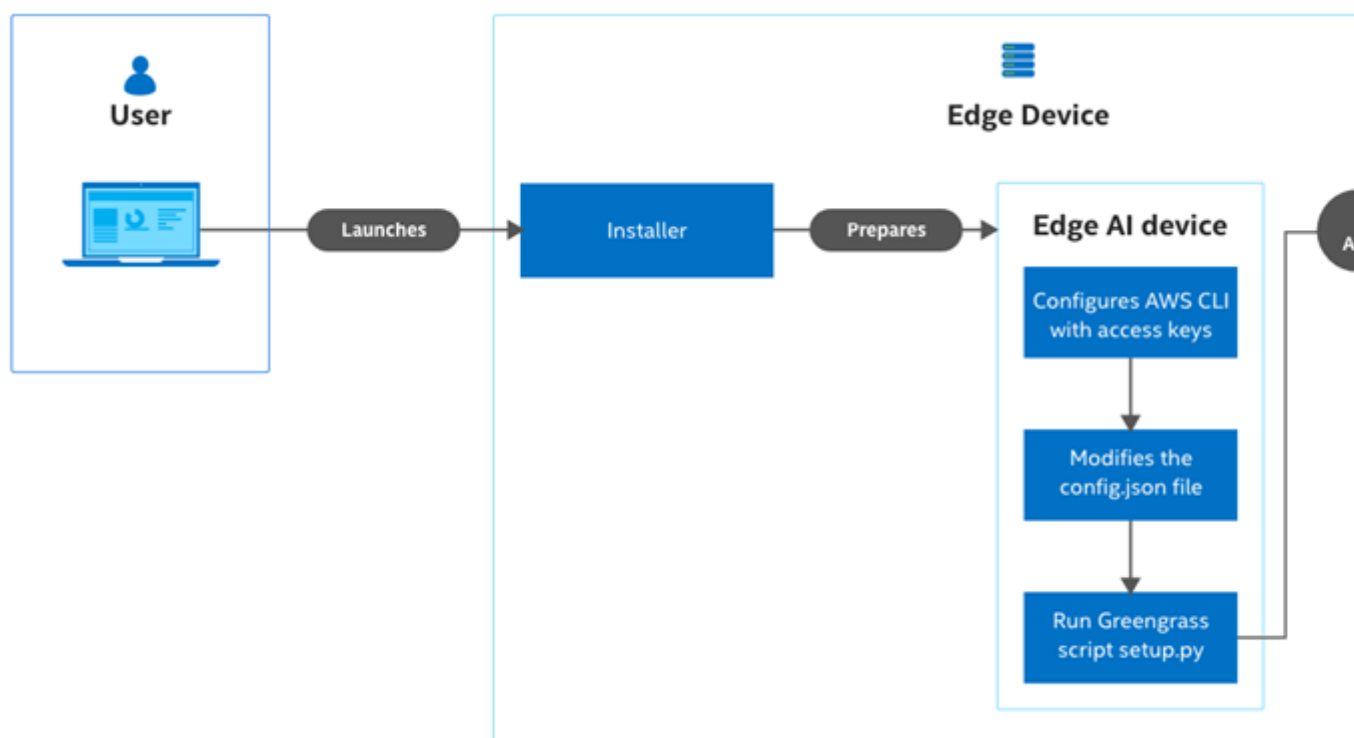 User
Edge Device
Launches
Installer
Prepares
Edge AI device
Configures AWS CLI
with access keys
Modifies the
config.json file
Run Greengrass
script setup.py